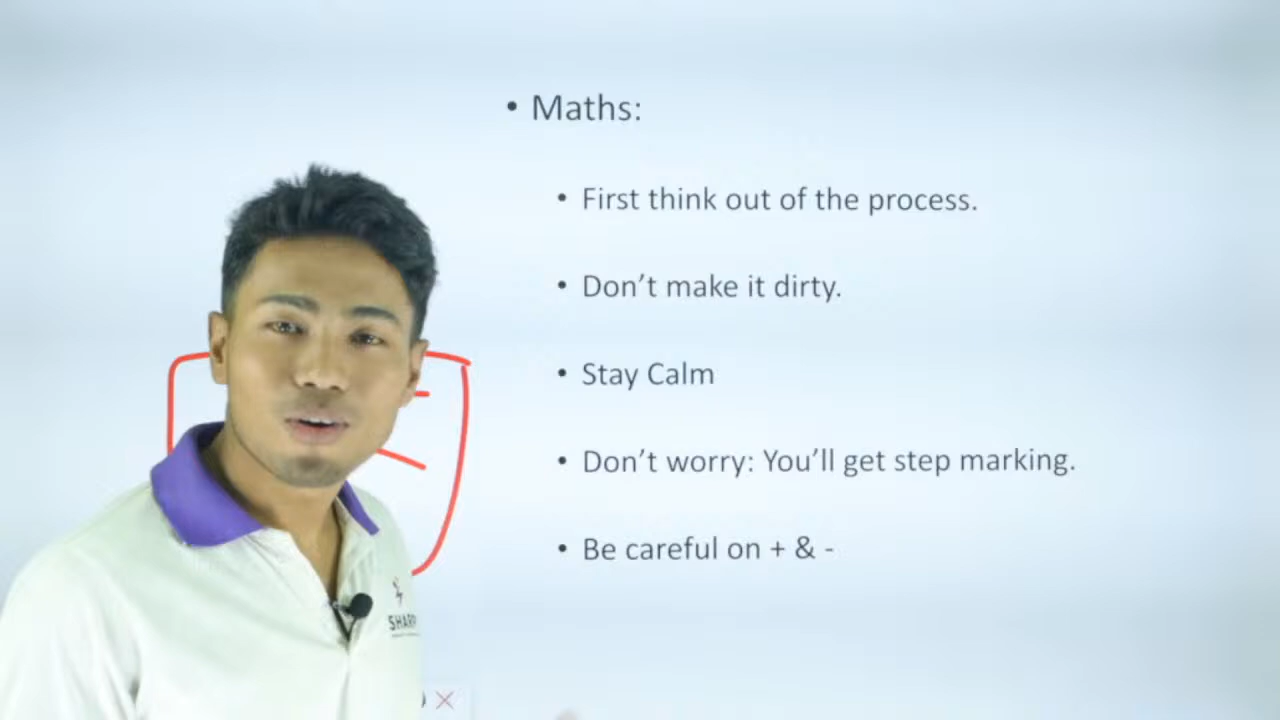 • Maths:
• First think out of the process.
• Don’t make it dirty.
• Stay Calm
• Don’t worry: You’ll get step marking.
• Be careful on + & -